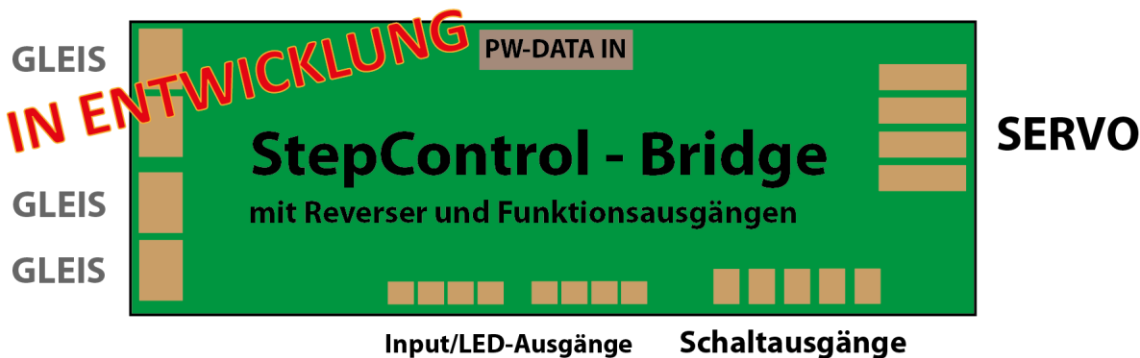 GLEIS
IN ENTWICKLUNG
PW-DATA IN
SERVO
StepControl - Bridge
mit Reverser und Funktionsausgängen
GLEIS
GLEIS
Input/LED-Ausgänge
Schaltausgänge